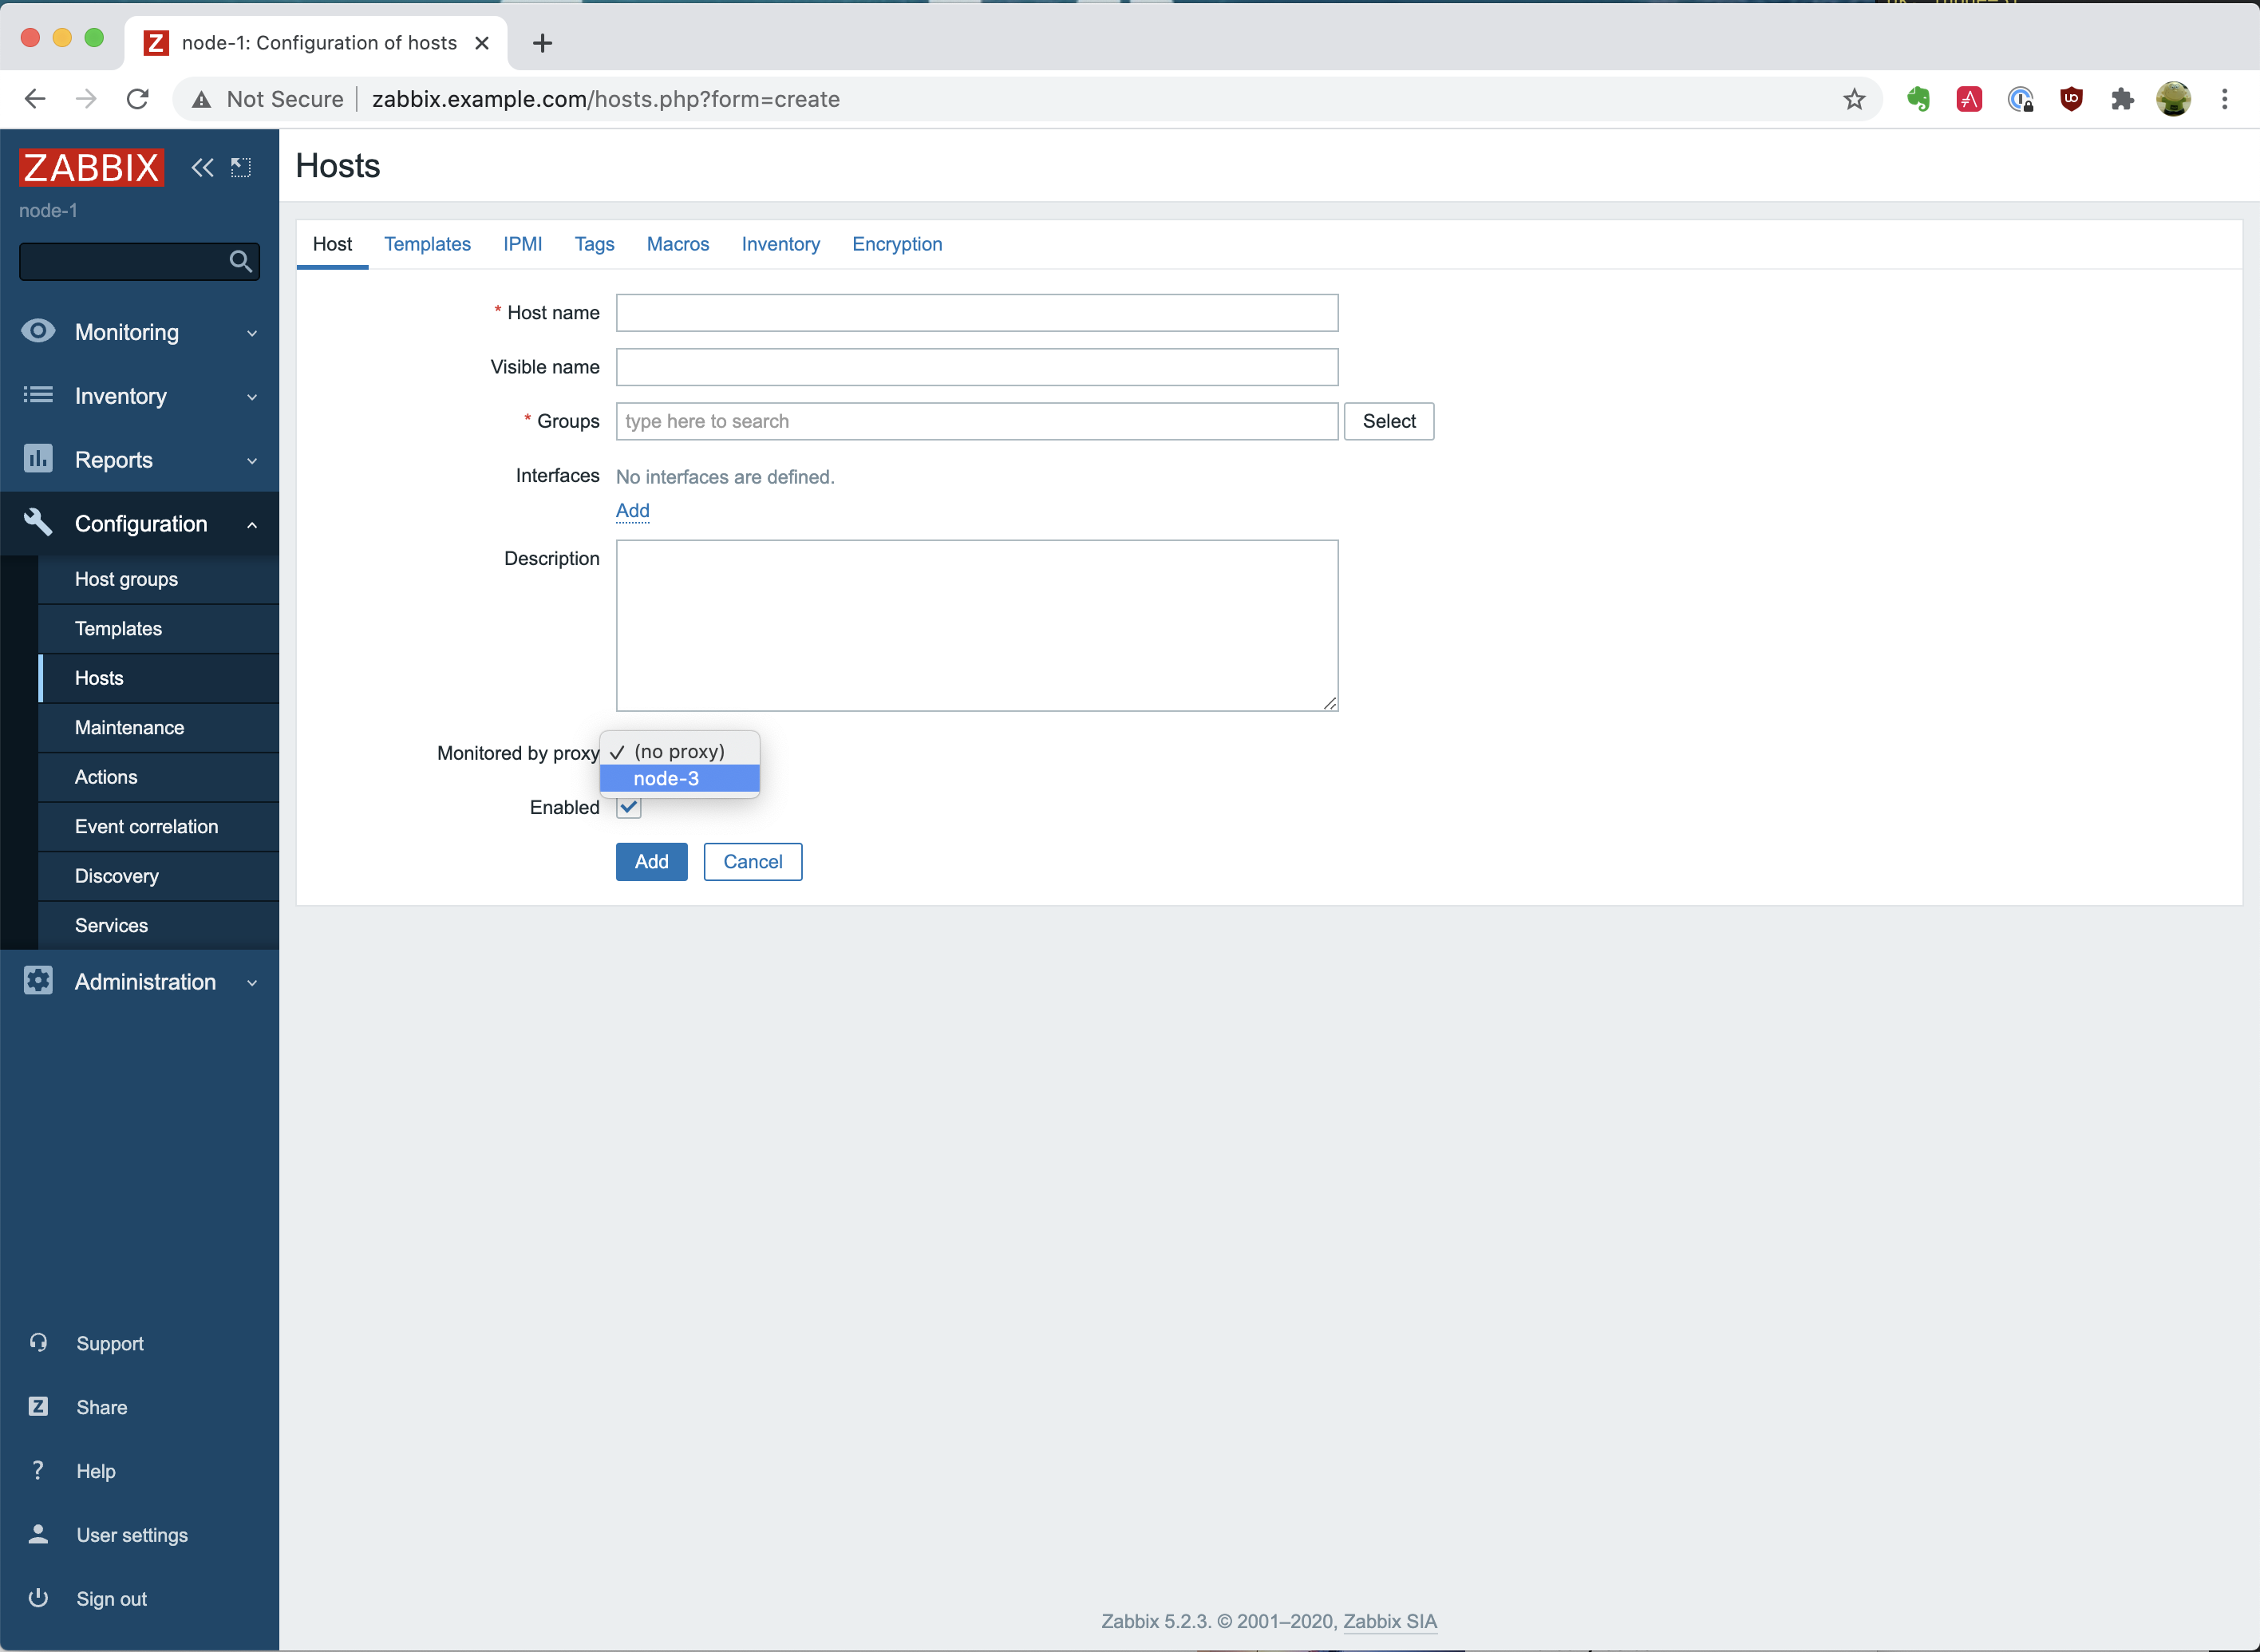 node-1: Configuration of hosts
Not Secure
zabbix.example.com/hosts.php?form=create
ZABBIX
node-1
Monitoring
Inventory
Reports
Configuration
Host groups
Templates
Hosts
Maintenance
Actions
Event correlation
Discovery
Services
Administration
Support
Share
Help
User settings
Sign out
Hosts
Host Templates IPMI Tags Macros Inventory Encryption
* Host name
Visible name
* Groups type here to search Select
Interfaces No interfaces are defined.
Add
Description
Monitored by proxy ✓ (no proxy)
node-3
Enabled
Add Cancel
Zabbix 5.2.3. © 2001–2020, Zabbix SIA